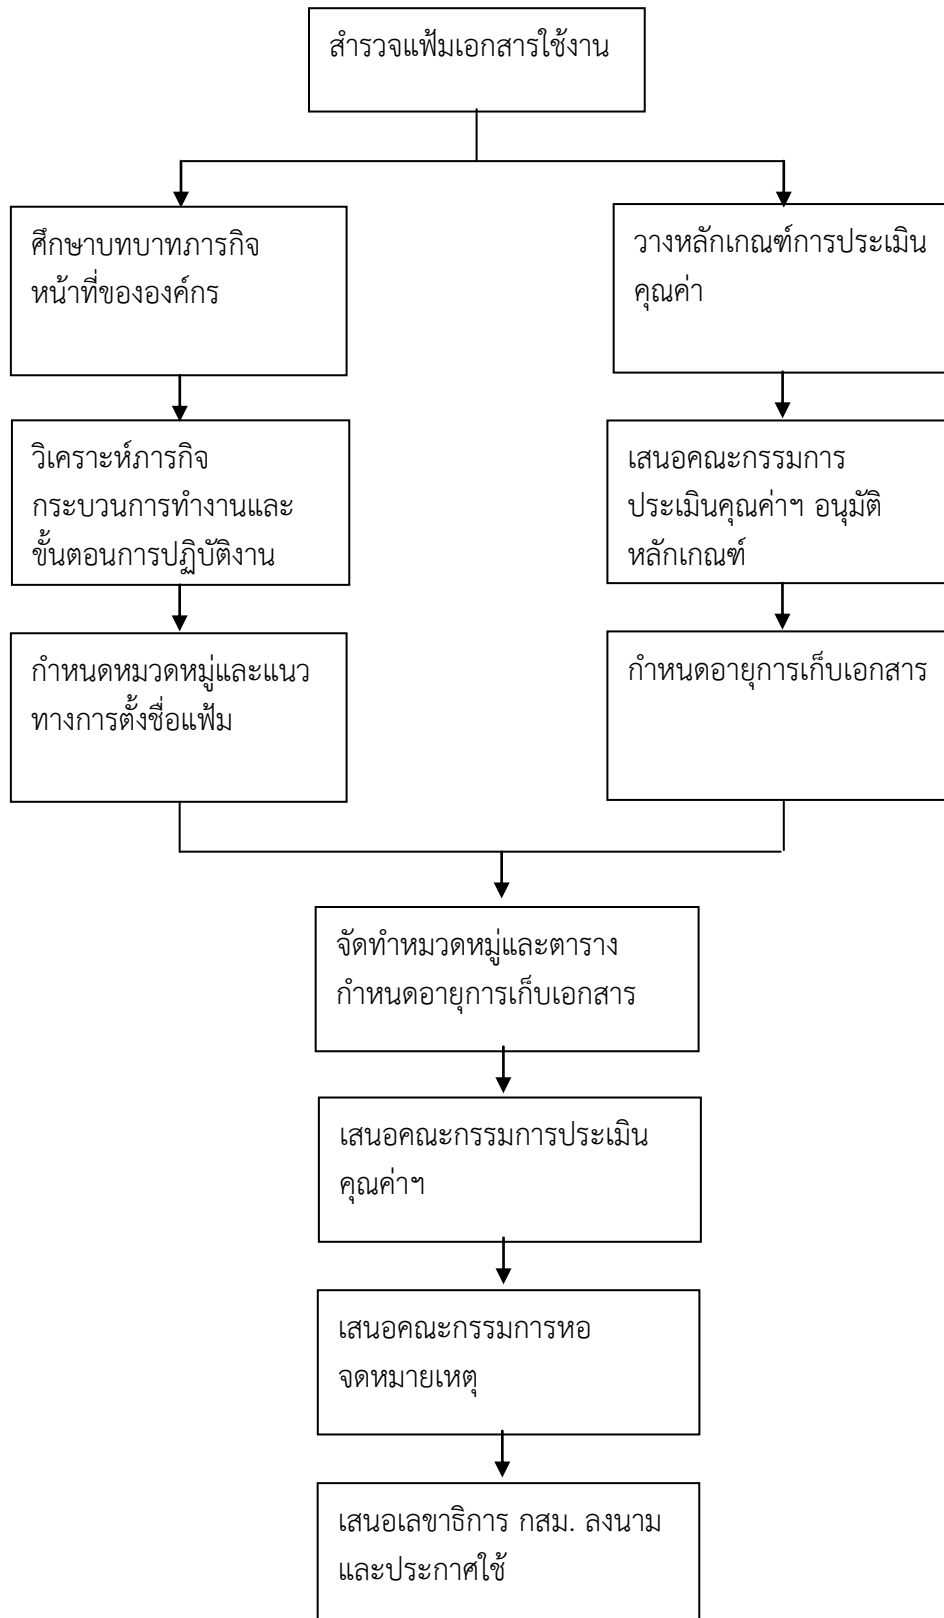 สำรวจแฟ้มเอกสารใช้งาน
ศึกษาบทบาทภารกิจ
หน้าที่ขององค์กร
วางหลักเกณฑ์การประเมิน
คุณค่า
วิเคราะห์ภารกิจ
กระบวนการทำงานและ
ขั้นตอนการปฏิบัติงาน
เสนอคณะกรรมการ
ประเมินคุณค่าฯ อนุมัติ
หลักเกณฑ์
กำหนดหมวดหมู่และแนว
ทางการตั้งชื่อแฟ้ม
กำหนดอายุการเก็บเอกสาร
จัดทำหมวดหมู่และตาราง
กำหนดอายุการเก็บเอกสาร
เสนอคณะกรรมการประเมิน
คุณค่าฯ
เสนอคณะกรรมการหอ
จดหมายเหตุ
เสนอเลขาธิการ กสม. ลงนาม
และประกาศใช้